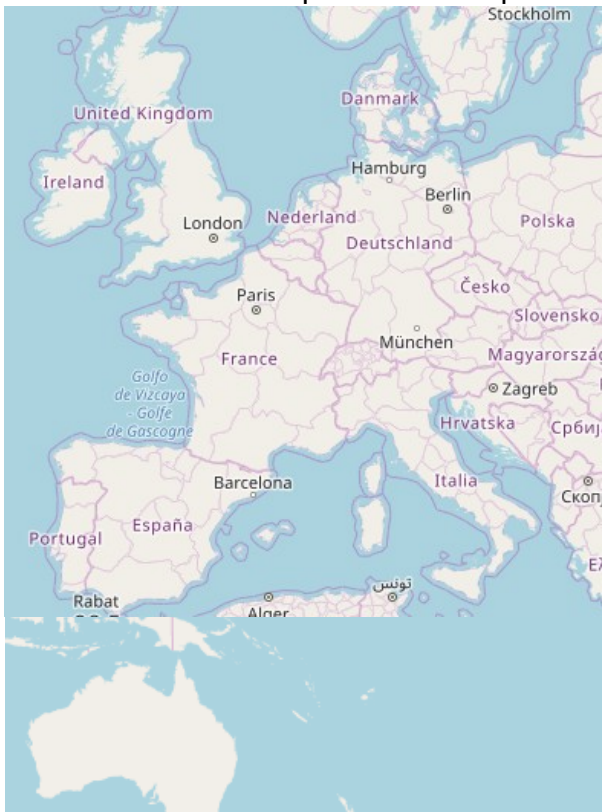 Stockholm
Danmark
United Kingdom
Hamburg
Ireland
Berlin
London
Nederland
Polska
Deutschland
Česko
Paris
Slovensko
München
France
Magyarország
Zagreb
Golfo
de Vizcaya
- Golfe
de Gascogne
Hrvatska
Barcelona
Italia
España
Portugal
تونس
Rabat
Alger